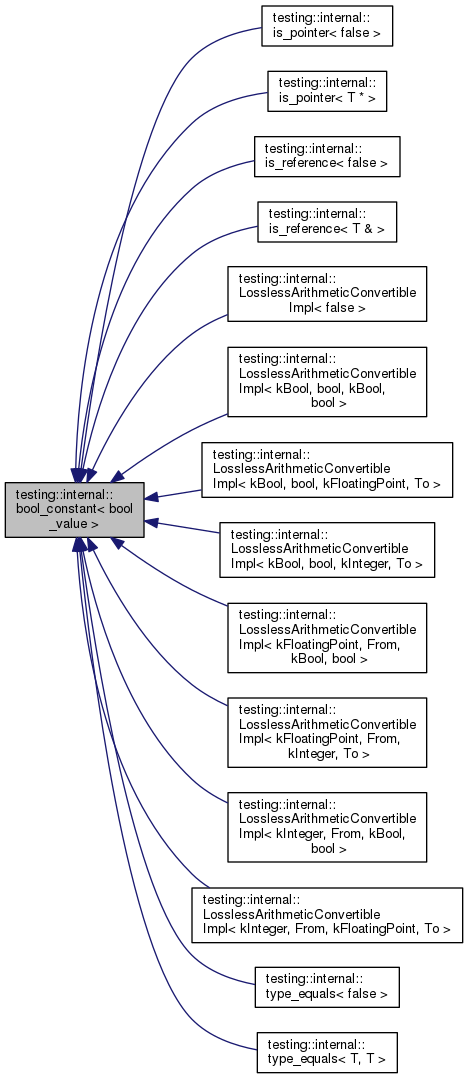 testing::internal::
is_pointer< false >
testing::internal::
is_pointer< T * >
testing::internal::
is_reference< false >
testing::internal::
is_reference< T & >
testing::internal::
LosslessArithmeticConvertible
Impl< false >
testing::internal::
LosslessArithmeticConvertible
Impl< kBool, bool, kBool,
bool >
testing::internal::
LosslessArithmeticConvertible
Impl< kBool, bool, kFloatingPoint, To >
testing::internal::
bool_constant< bool
_value >
testing::internal::
LosslessArithmeticConvertible
Impl< kBool, bool, kInteger, To >
testing::internal::
LosslessArithmeticConvertible
Impl< kFloatingPoint, From,
kBool, bool >
testing::internal::
LosslessArithmeticConvertible
Impl< kFloatingPoint, From,
kInteger, To >
testing::internal::
LosslessArithmeticConvertible
Impl< kInteger, From, kBool,
bool >
testing::internal::
LosslessArithmeticConvertible
Impl< kInteger, From, kFloatingPoint, To >
testing::internal::
type_equals< false >
testing::internal::
type_equals< T, T >